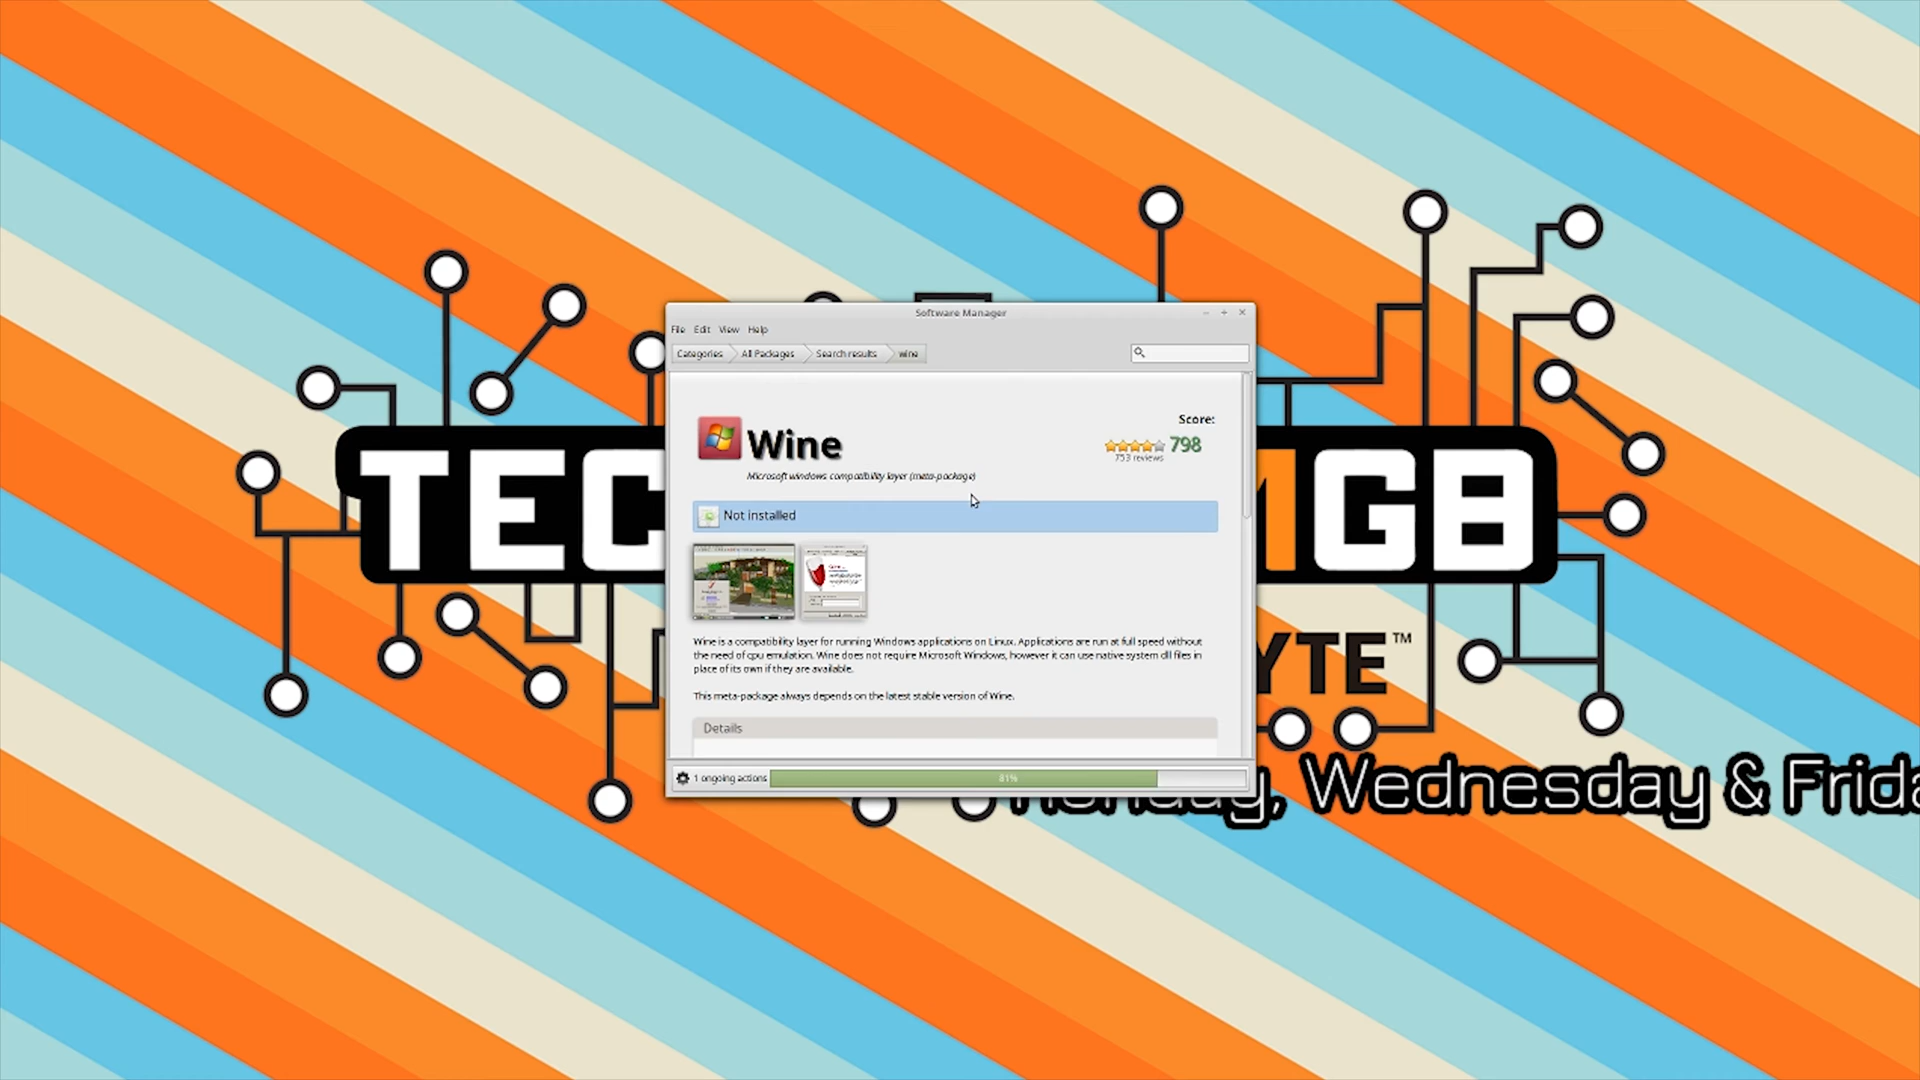 Software Manager
File Edit View Help
Categories All Packages Search results wine
Wine
Score:
798
753 reviews
Microsoft windows compatibility layer (meta-package)
Not installed
Wine is a compatibility layer for running Windows applications on Linux. Applications are run at full speed without
the need of cpu emulation. Wine does not require Microsoft Windows, however it can use native system dll files in
place of its own if they are available.
This meta-package always depends on the latest stable version of Wine.
Details
1 ongoing actions
81%
TEC
GB
YTE™
Monday, Wednesday & Frida